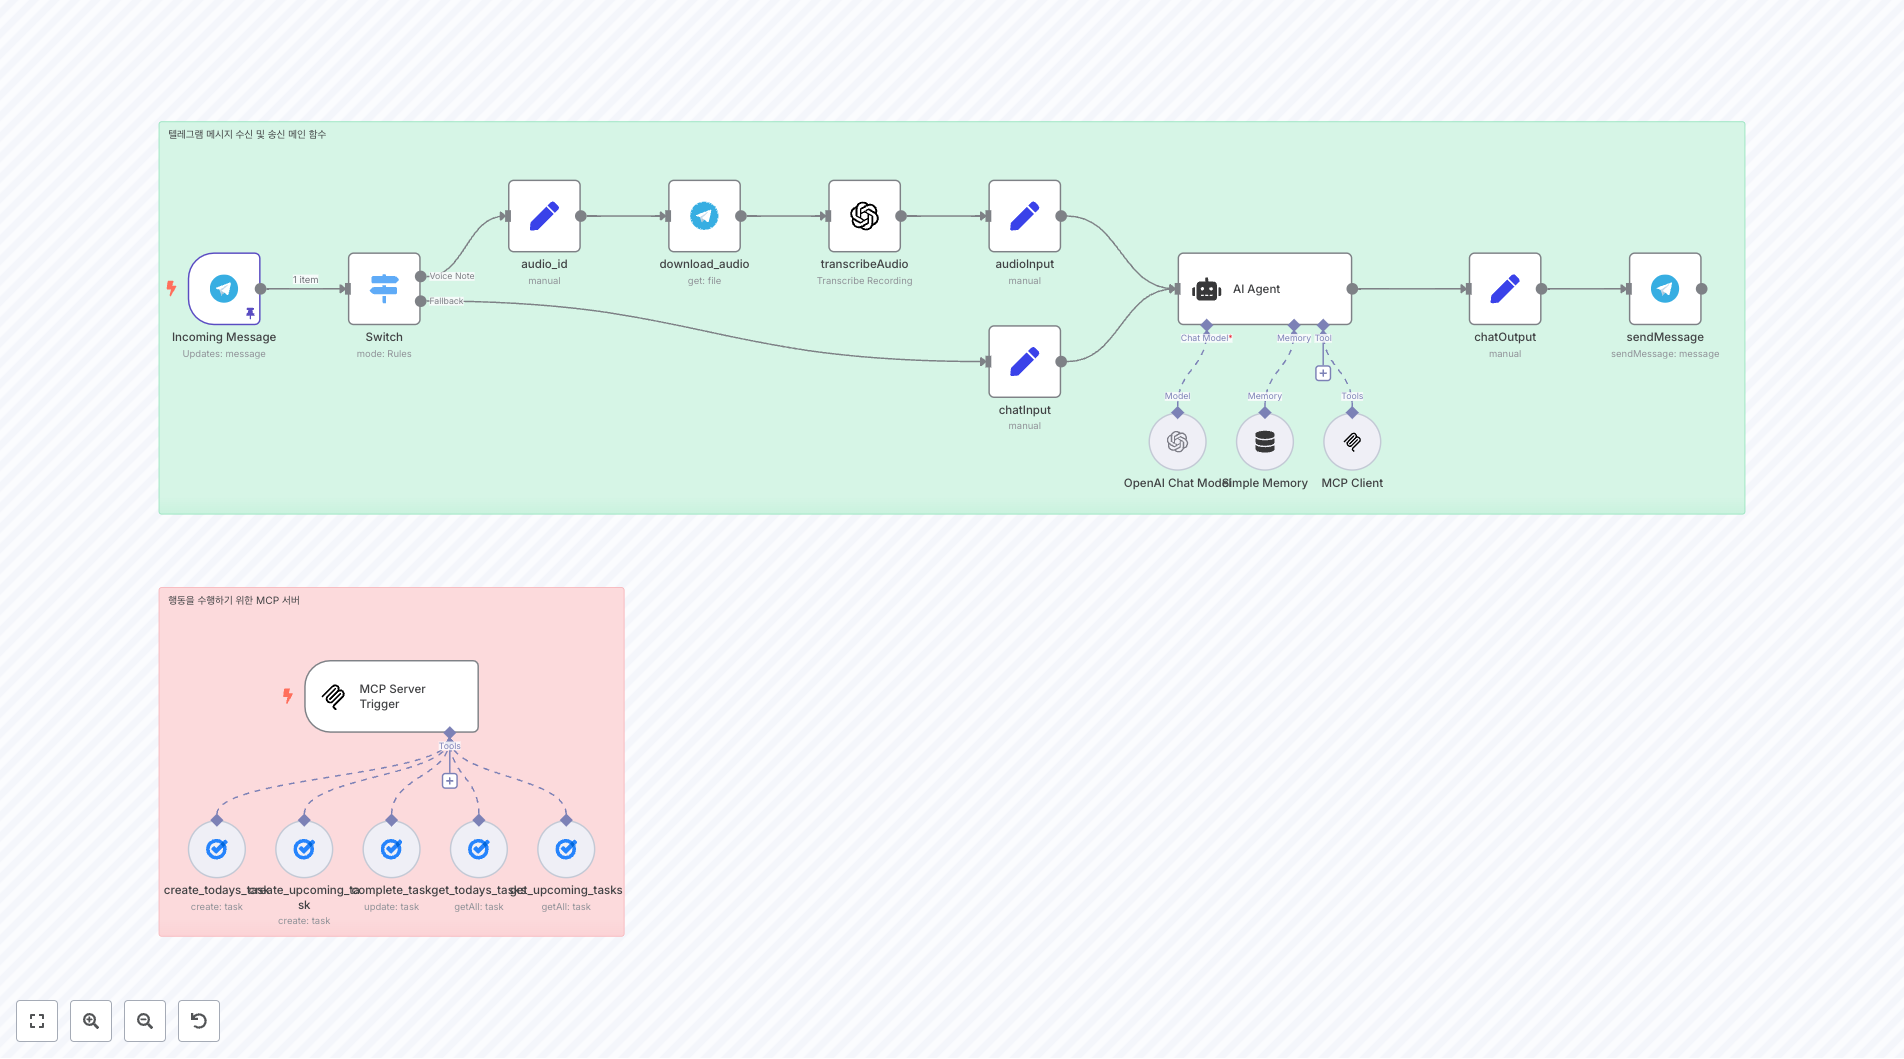 텔레그램 메시지 수신 및 송신 메인 함수
1 item
Voice Note
Fallback
Incoming Message
Updates: message
Switch
mode: Rules
audio_id
manual
download_audio
get: file
transcribeAudio
Transcribe Recording
audioInput
manual
chatInput
manual
AI Agent
Chat Model*
Memory
Tool
Model
Memory
Tools
OpenAI Chat Model
Simple Memory
MCP Client
chatOutput
manual
sendMessage
sendMessage: message
행동을 수행하기 위한 MCP 서버
MCP Server
Trigger
Tools
create_todays_task
create: task
create_upcoming_ta
sk
create: task
complete_task
update: task
get_todays_tasks
getAll: task
get_upcoming_tasks
getAll: task